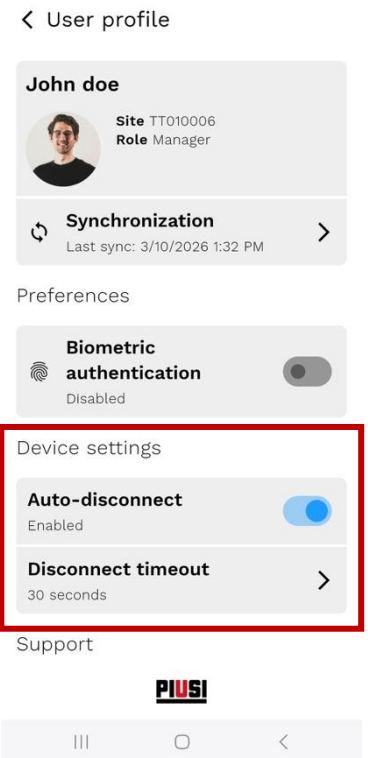 User profile
John doe
Site TT010006
Role Manager
Synchronization
Last sync: 3/10/2026 1:32 PM
Preferences
Biometric
authentication
Disabled
Device settings
Auto-disconnect
Enabled
Disconnect timeout
30 seconds
Support
PIUSI